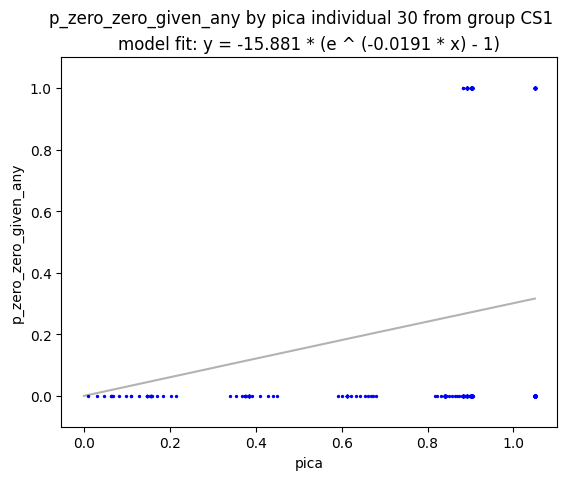 p_zero_zero_given_any by pica individual 30 from group CS1
model fit: y = -15.881 * (e ^ (-0.0191 * x) - 1)
1.0
0.8
0.6
0.4
0.2
0.0
p_zero_zero_given_any
0.0 0.2 0.4 0.6 0.8 1.0
pica